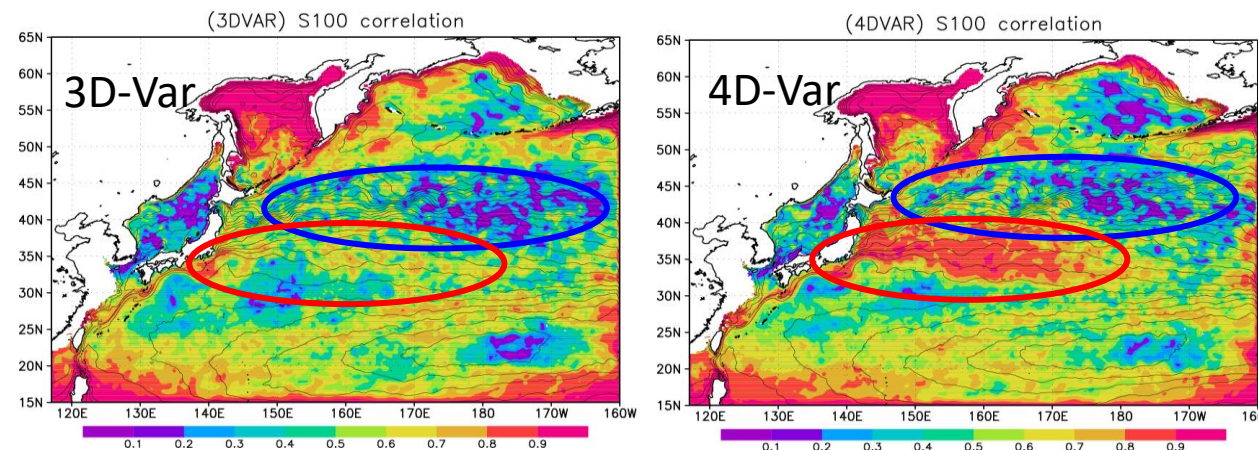 (3DVAR) S100 correlation
3D-Var
65N
60N
55N
50N
45N
40N
35N
30N
25N
20N
15N
120E 130E 140E 150E 160E 170E 180 170W 160W
0.1 0.2 0.3 0.4 0.5 0.6 0.7 0.8 0.9
(4DVAR) S100 correlation
4D-Var
65N
60N
55N
50N
45N
40N
35N
30N
25N
20N
15N
120E 130E 140E 150E 160E 170E 180 170W 160
0.1 0.2 0.3 0.4 0.5 0.6 0.7 0.8 0.9